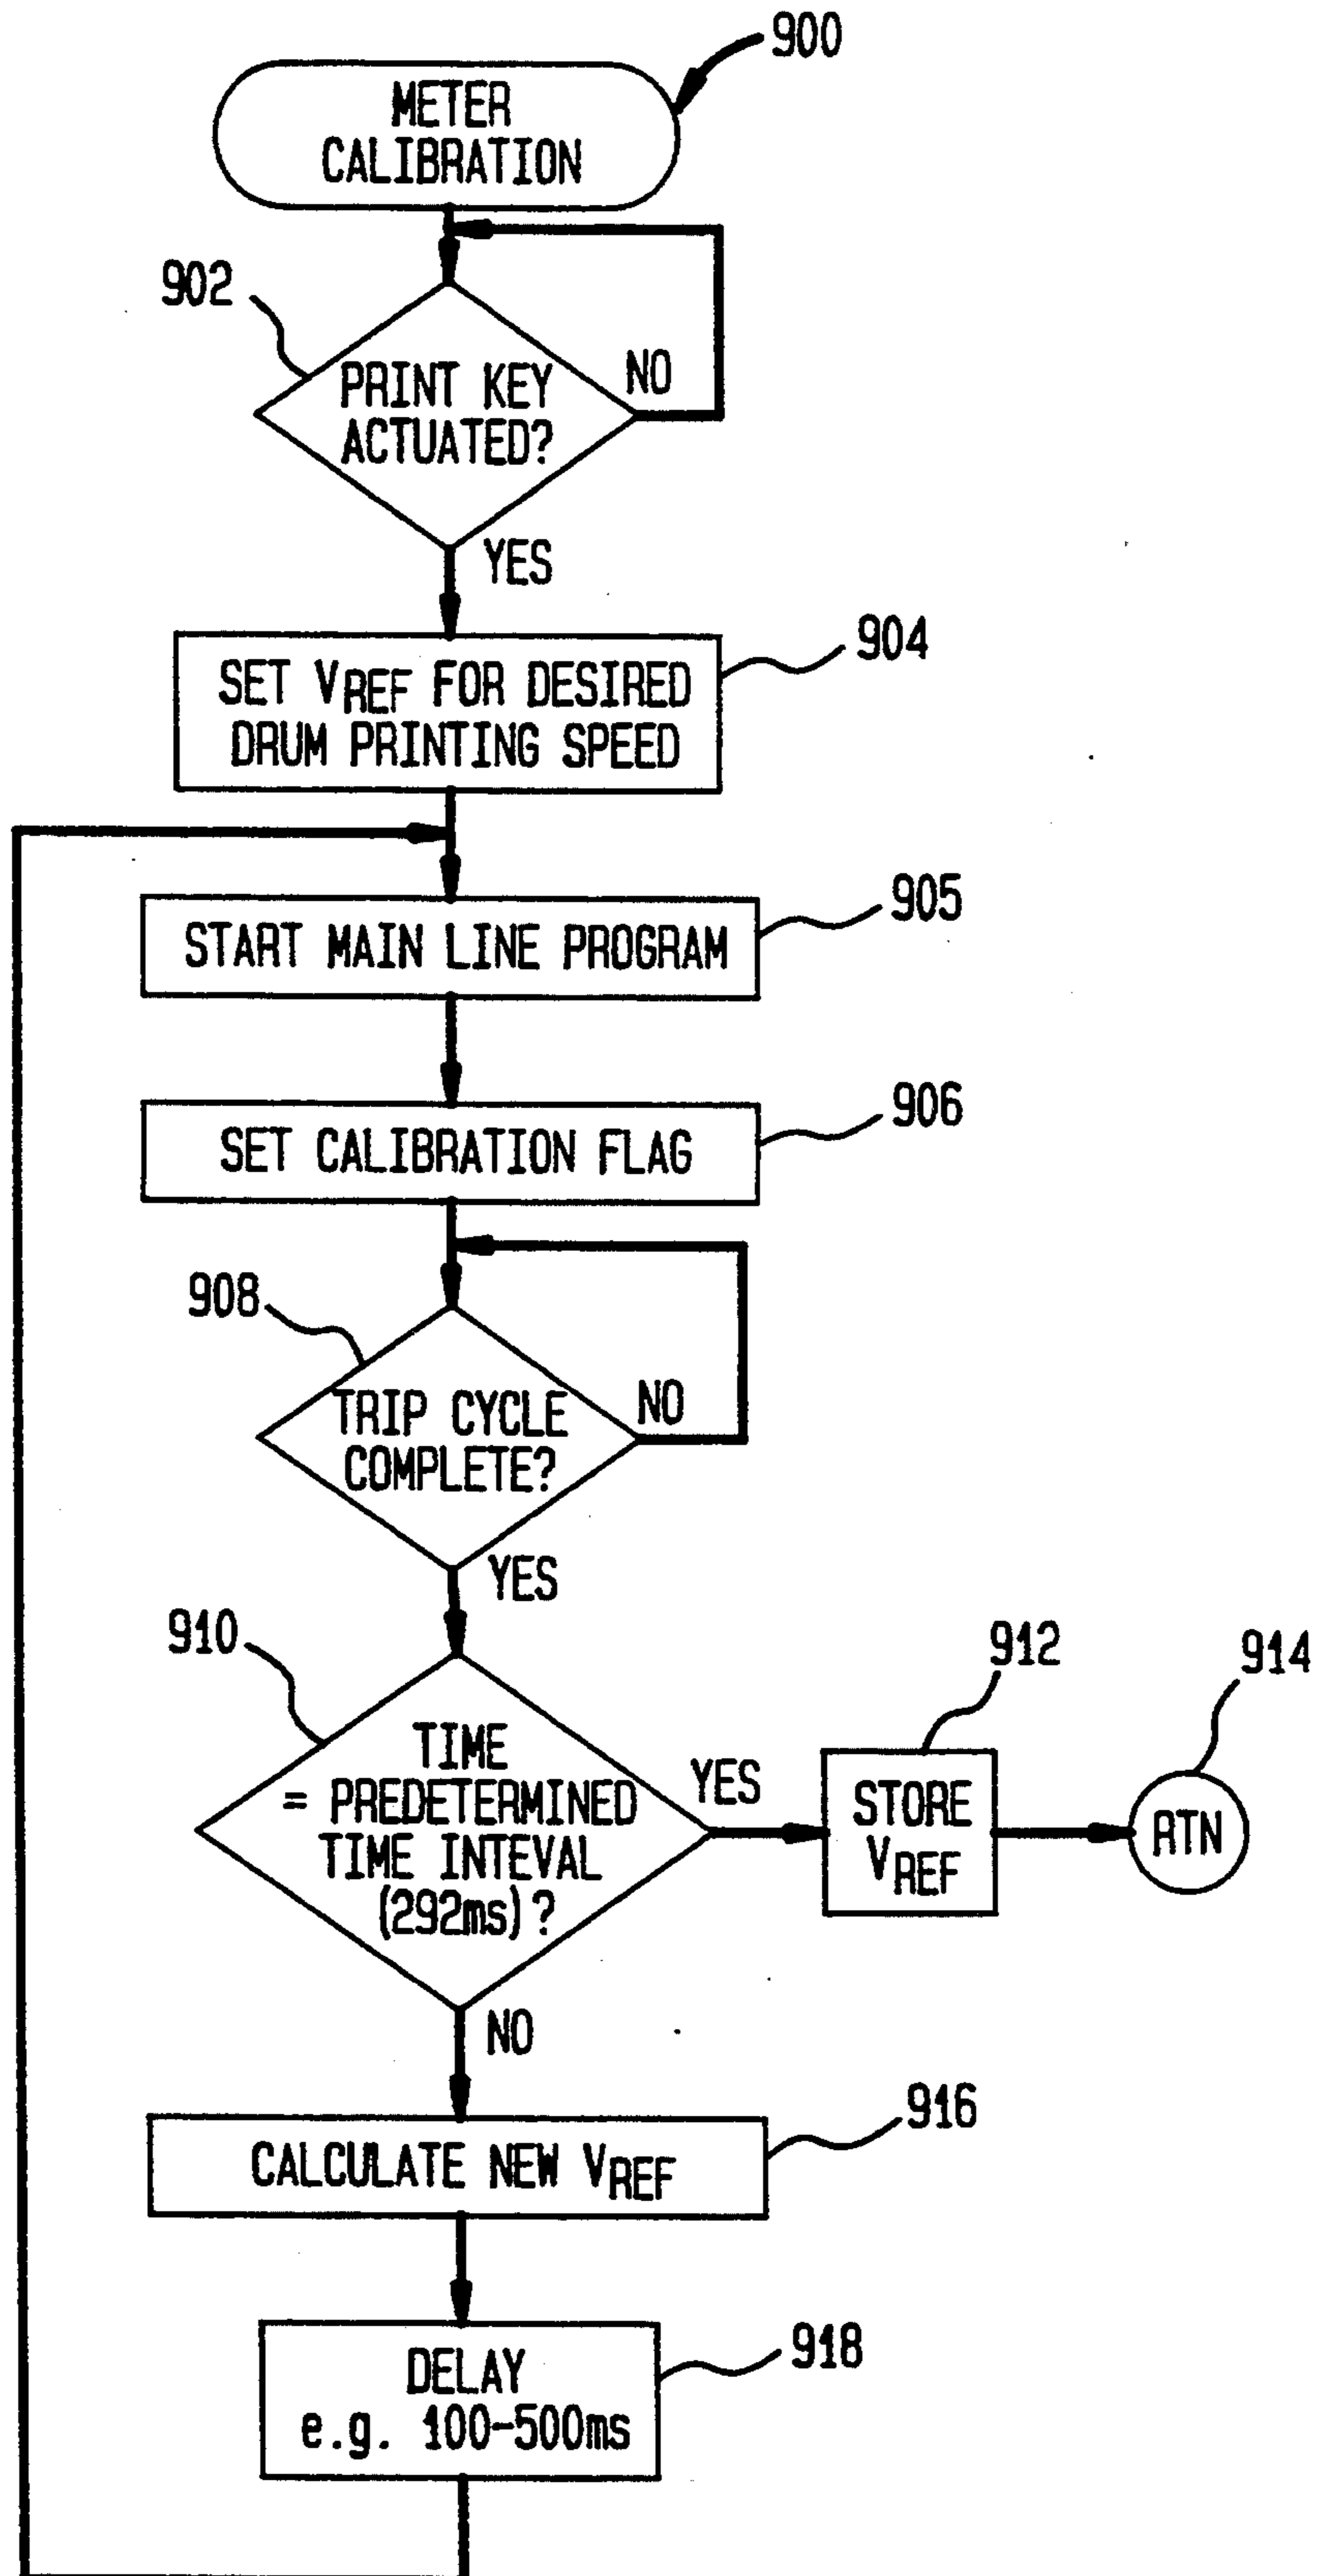 900
METER
CALIBRATION
902
PRINT KEY
ACTUATED?
NO
YES
904
SET VREF FOR DESIRED
DRUM PRINTING SPEED
905
START MAIN LINE PROGRAM
906
SET CALIBRATION FLAG
908
TRIP CYCLE
COMPLETE?
NO
YES
910
TIME
= PREDETERMINED
TIME INTEVAL
(292ms)?
YES
912
STORE
VREF
914
RTN
NO
916
CALCULATE NEW VREF
918
DELAY
e.g. 100-500ms